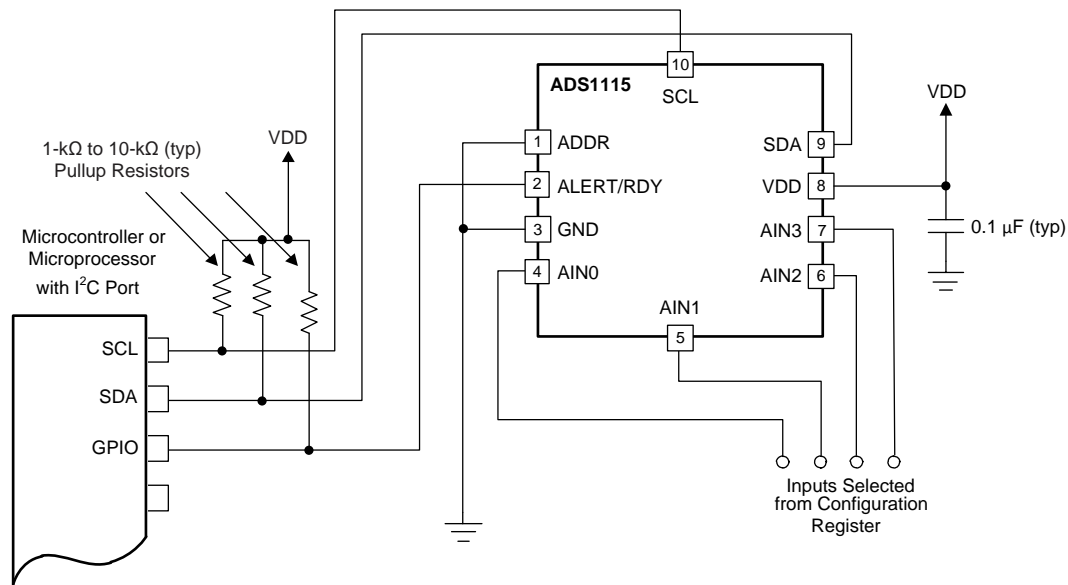 10
ADS1115
SCL
VDD
VDD
1-kΩ to 10-kΩ (typ)
Pullup Resistors
1
ADDR
SDA
9
2
ALERT/RDY
VDD
8
3
GND
AIN3
7
0.1 µF (typ)
Microcontroller or
Microprocessor
with I²C Port
4
AIN0
AIN2
6
AIN1
5
SCL
SDA
GPIO
Inputs Selected
from Configuration
Register